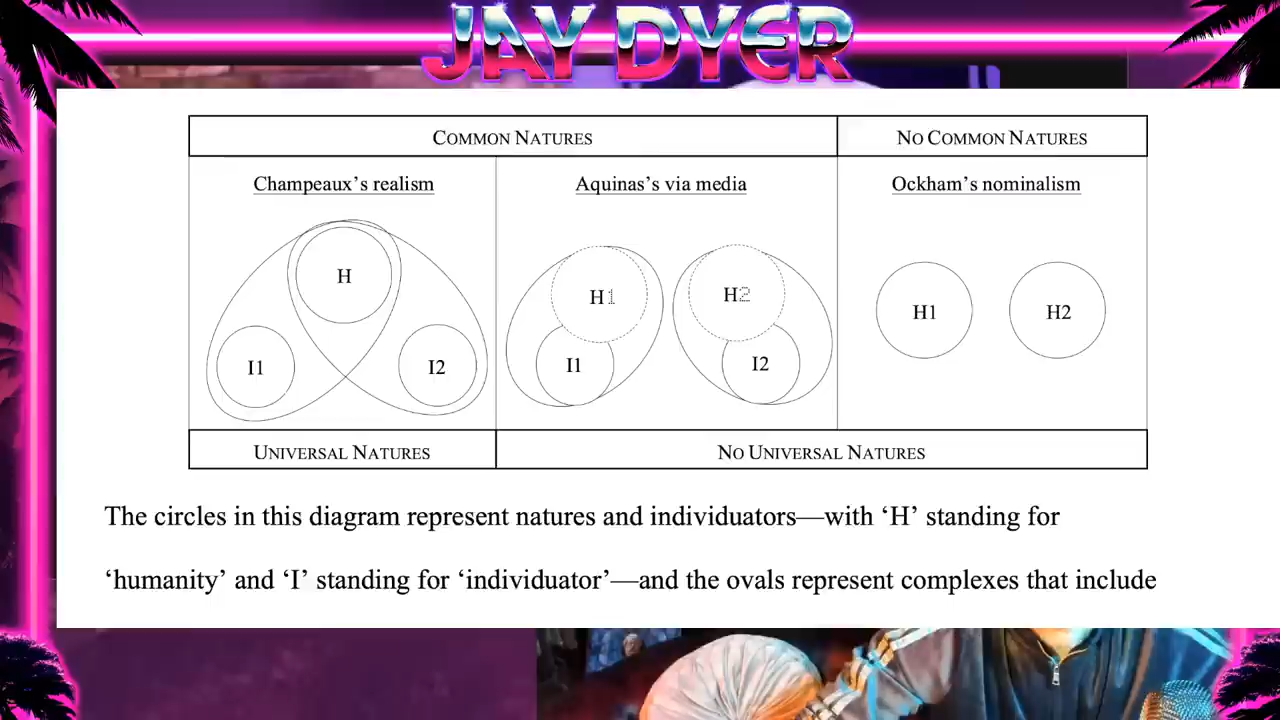 JAY DYER
COMMON NATURES
NO COMMON NATURES
Champeaux's realism
Aquinas's via media
Ockham's nominalism
H
I1
I2
H1
I1
H2
I2
H1
H2
UNIVERSAL NATURES
NO UNIVERSAL NATURES
The circles in this diagram represent natures and individuators—with ‘H’ standing for
‘humanity’ and ‘I’ standing for ‘individuator’—and the ovals represent complexes that include